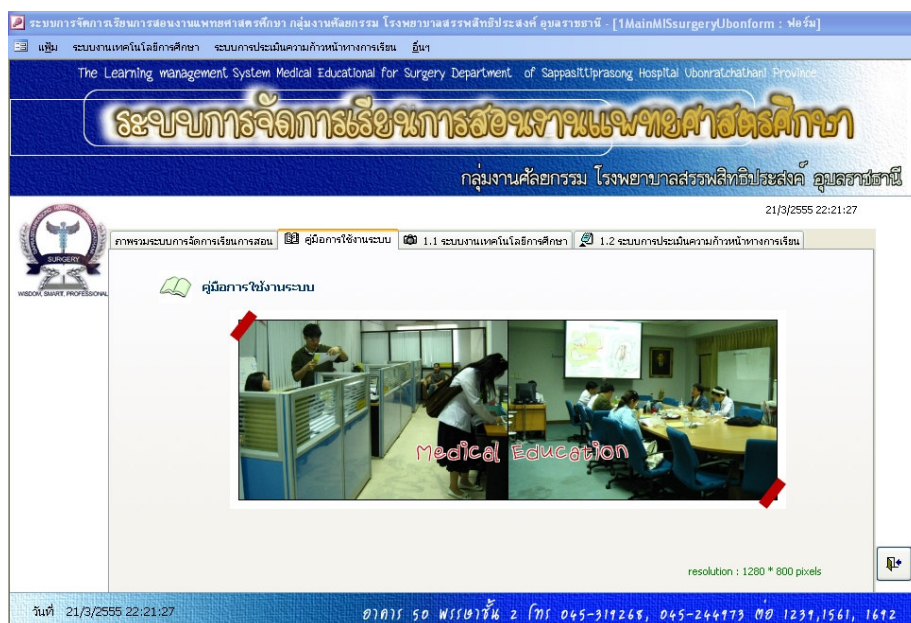 ระบบการจัดการเรียนการสอนงานแพทยศาสตรศึกษา กลุ่มงานศัลยกรรม โรงพยาบาลสรรพสิทธิประสงค์ อุบลราชธานี - [1MainMISsurgeryUbonform : ฟอร์ม]
แฟ้ม ระบบงานเทคโนโลยีการศึกษา ระบบการประเมินความก้าวหน้าทางการเรียน อื่นๆ
The Learning management System Medical Educational for Surgery Department of Sappasittiprasong Hospital Ubonratchathani Province
ระบบการจัดการเรียนการสอนงานแพทยศาสตรศึกษา
กลุ่มงานศัลยกรรม โรงพยาบาลสรรพสิทธิประสงค์ อุบลราชธานี
21/3/2555 22:21:27
ภาพรวมระบบการจัดการเรียนการสอน คู่มือการใช้งานระบบ 1.1 ระบบงานเทคโนโลยีการศึกษา 1.2 ระบบการประเมินความก้าวหน้าทางการเรียน
SURGERY
WISDOM, SMART, PROFESSIONAL
คู่มือการใช้งานระบบ
Medical Education
resolution : 1280 * 800 pixels
วันที่ 21/3/2555 22:21:27
อาคาร 50 พรรษาชั้น 2 โทร 045-319268, 045-244973 ต่อ 1239,1561, 1692